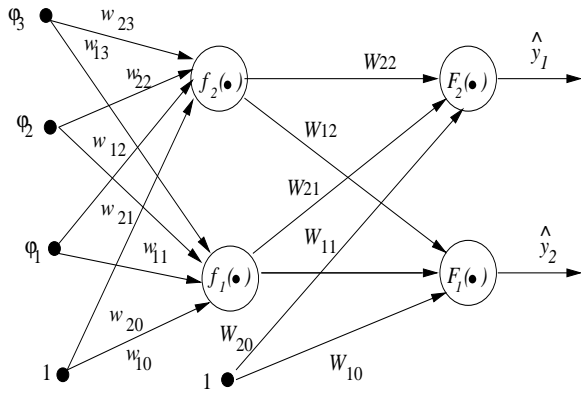 φ3 w23
w13
f2(•) W22 F2(•) ŷ1
w22
φ2
w12 W12
w21 W21
φ1
w11 W11
f1(•) F1(•) ŷ2
w20 W20
w10 W10
1 1